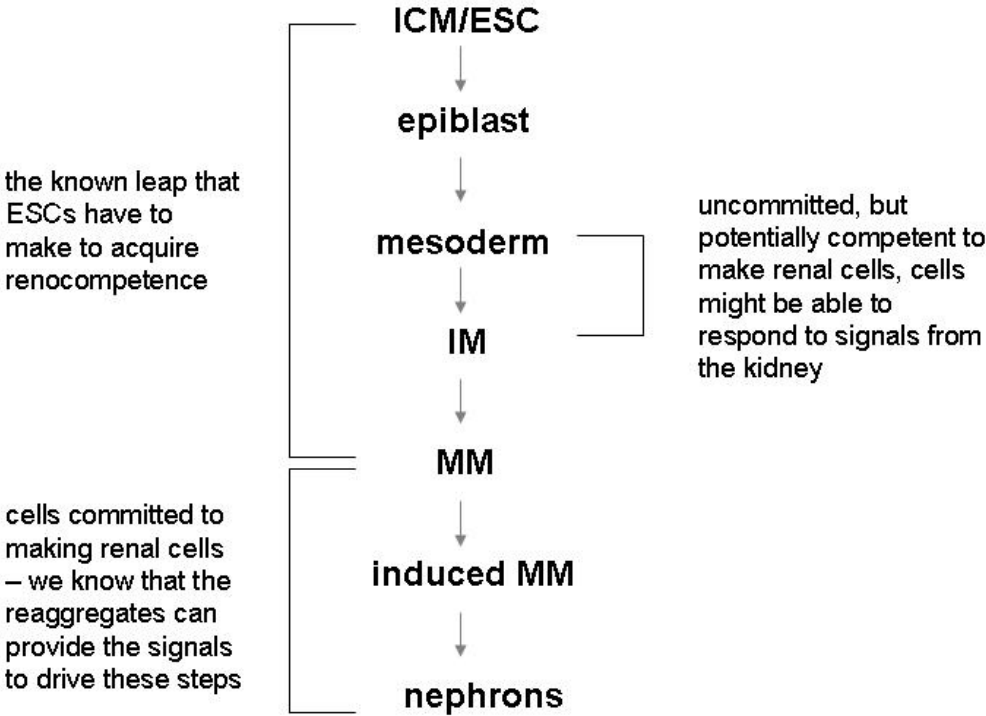 ICM/ESC
epiblast
the known leap that
ESCs have to
make to acquire
renocompetence
mesoderm
uncommitted, but
potentially competent to
make renal cells, cells
might be able to
respond to signals from
the kidney
IM
MM
cells committed to
making renal cells
– we know that the
reaggregates can
provide the signals
to drive these steps
induced MM
nephrons